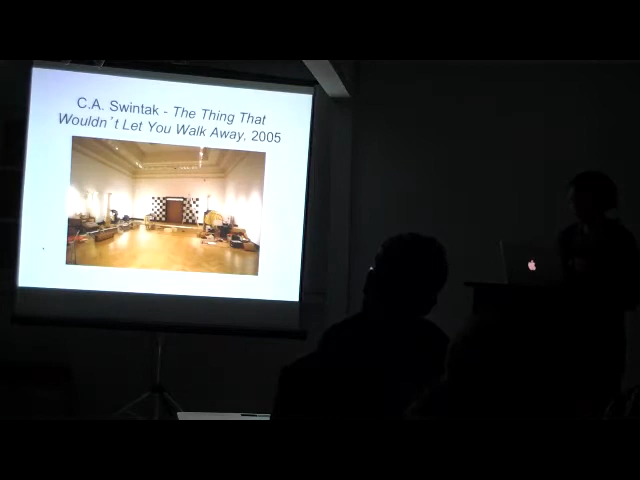 C.A. Swintak - The Thing That
Wouldn't Let You Walk Away, 2005